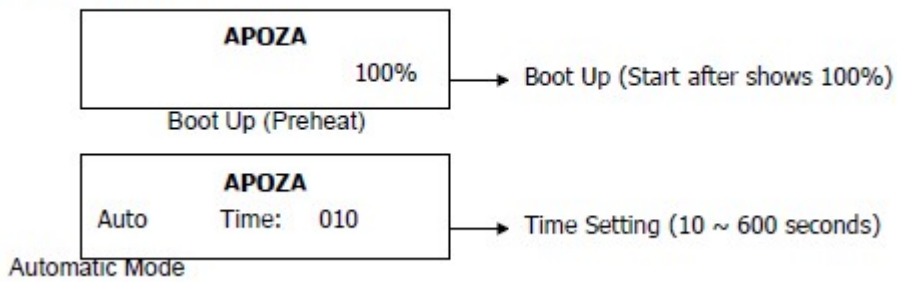 APOZA
100%
Boot Up (Start after shows 100%)
Boot Up (Preheat)
APOZA
Auto Time: 010
Time Setting (10 ~ 600 seconds)
Automatic Mode